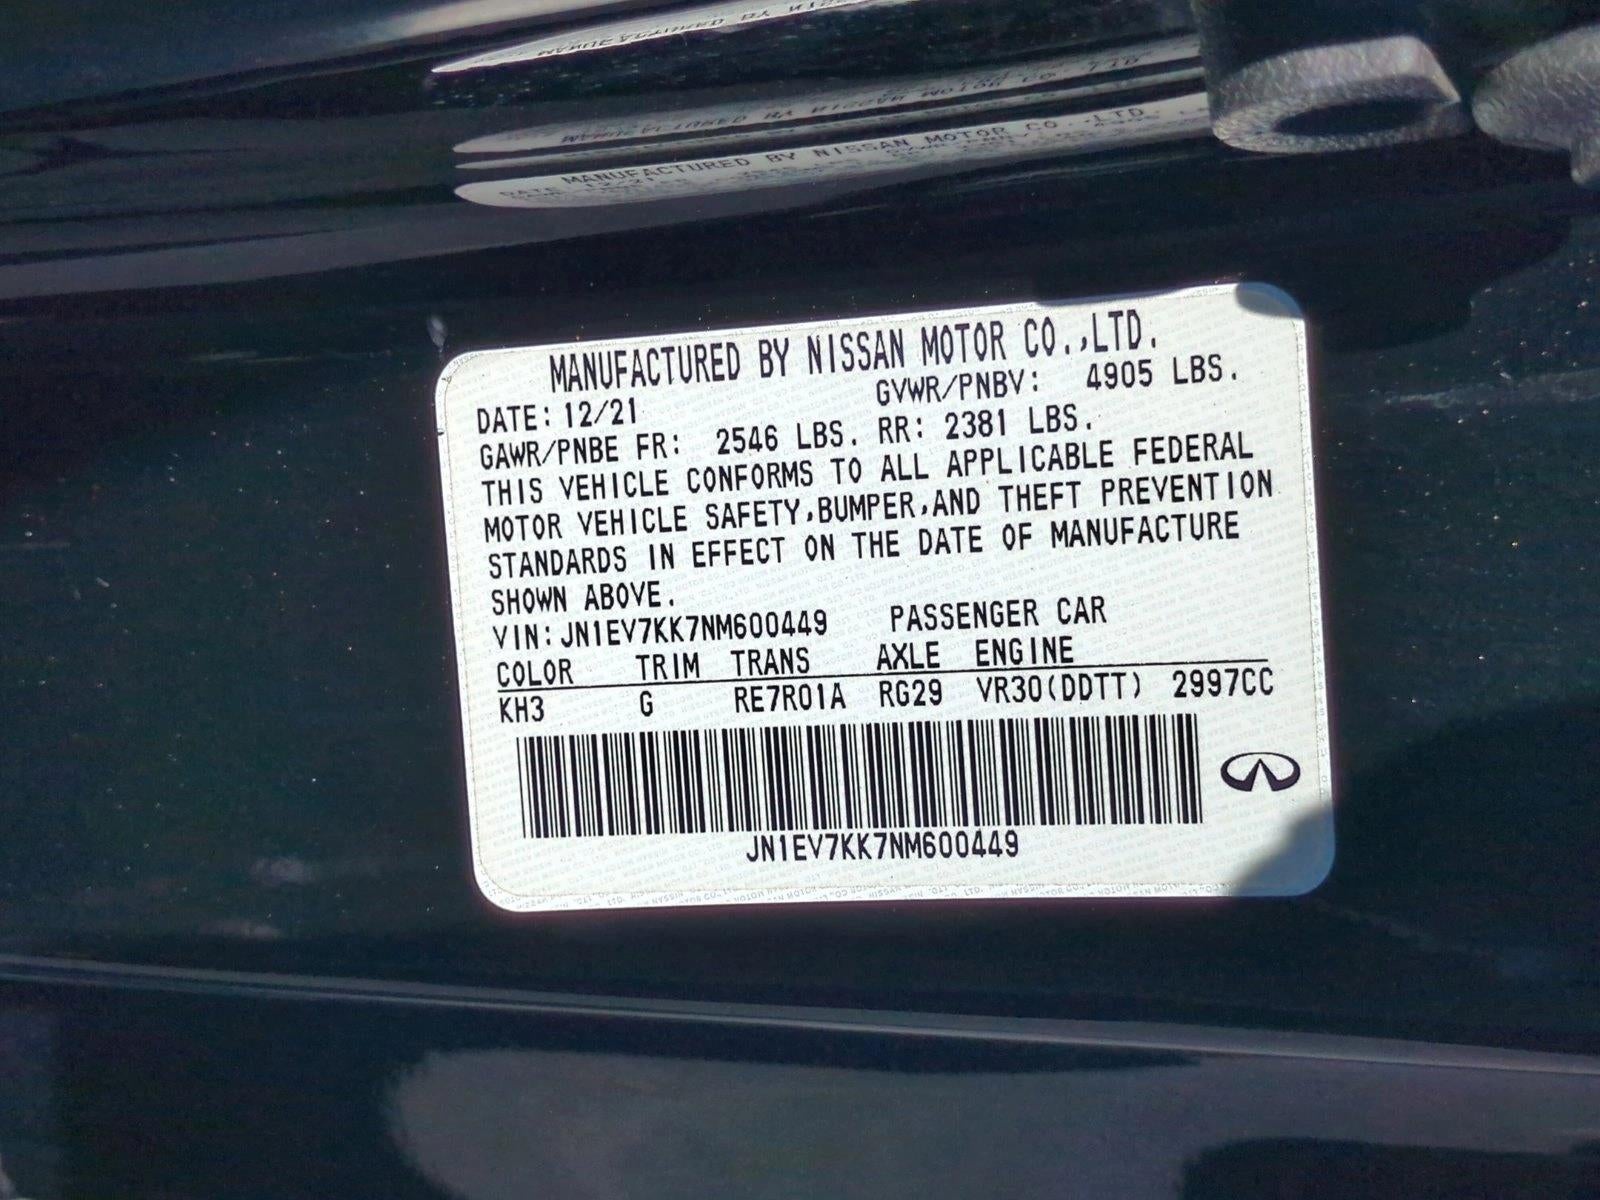 MANUFACTURED BY NISSAN MOTOR CO.,LTD.
MANUFACTURED BY NISSAN MOTOR CO.,LTD.
DATE: 12/21 GVWR/PNBV: 4905 LBS.
GAWR/PNBE FR: 2546 LBS. RR: 2381 LBS.
THIS VEHICLE CONFORMS TO ALL APPLICABLE FEDERAL
MOTOR VEHICLE SAFETY,BUMPER,AND THEFT PREVENTION
STANDARDS IN EFFECT ON THE DATE OF MANUFACTURE
SHOWN ABOVE.
VIN:JN1EV7KK7NM600449 PASSENGER CAR
COLOR TRIM TRANS AXLE ENGINE
KH3 G RE7R01A RG29 VR30(DDTT) 2997CC
JN1EV7KK7NM600449